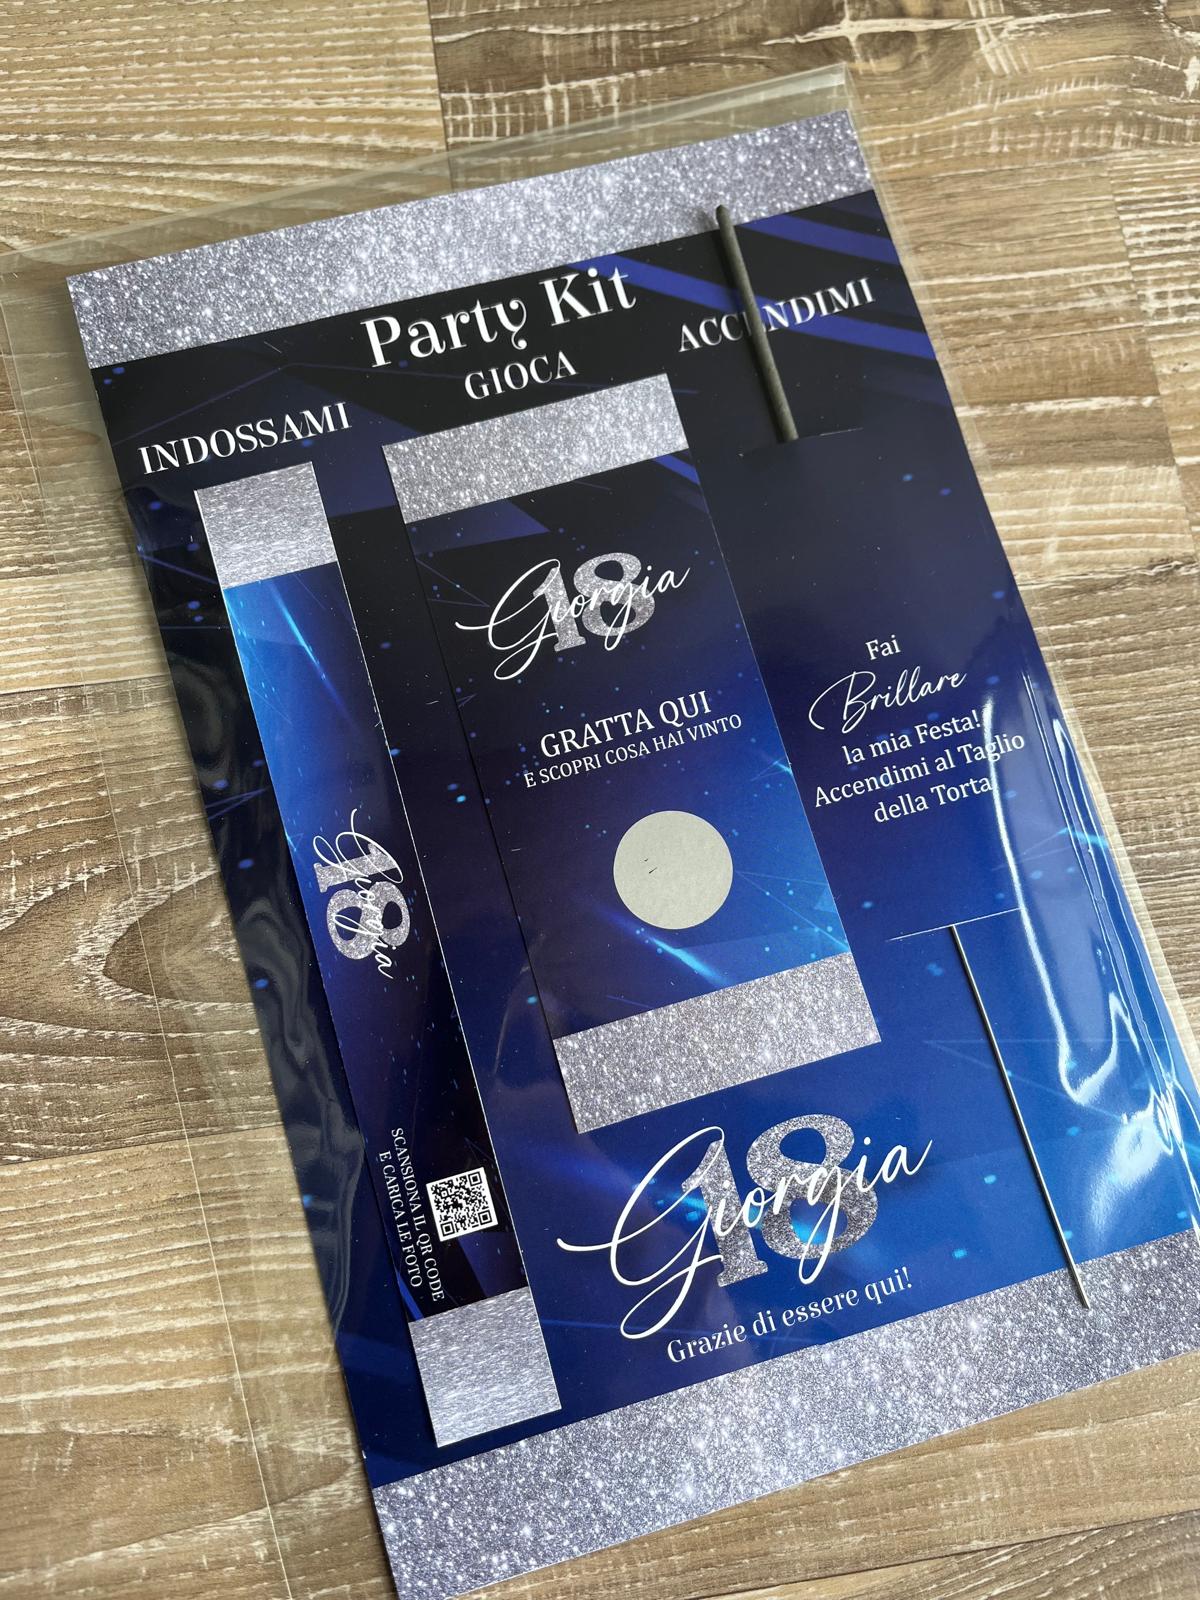 Party Kit
INDOSSAMI
GIOCA
ACCENDIMI
18
Giorgia
GRATTA QUI
E SCOPRI COSA HAI VINTO
Fai
Brillare
la mia Festa!
Accendimi al Taglio
della Torta
18
Giorgia
SCANSIONA IL QR CODE
E CARICA LE FOTO
18
Giorgia
Grazie di essere qui!